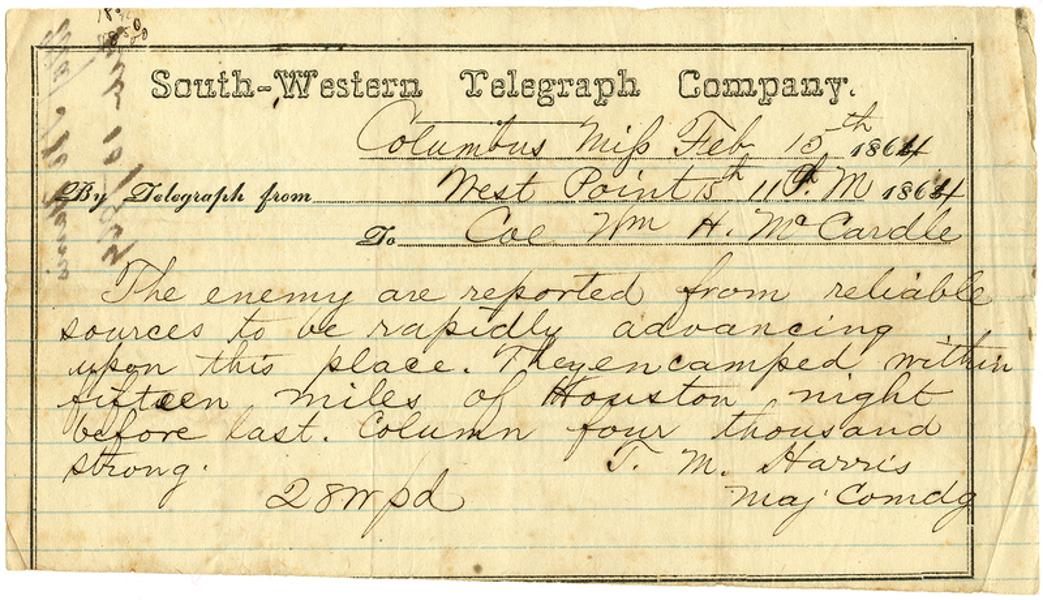 South-Western Telegraph Company.
Columbus Miss Feb 15th 1864
By Telegraph from West Point 15th 11 P. M 1864
To Col Wm H. McCardle
The enemy are reported from reliable
sources to be rapidly advancing
upon this place. They encamped within
fifteen miles of Houston night
before last. Column four thousand
strong. T. M. Harris
28 W pd Maj Comdg